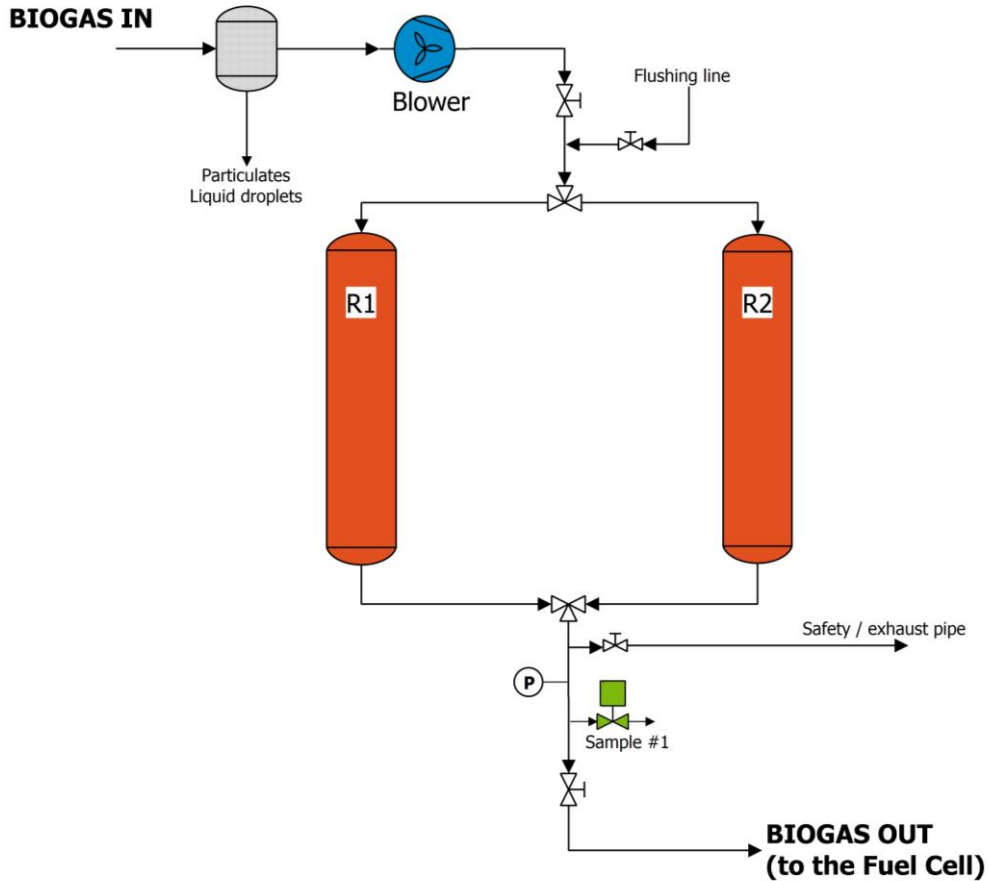 BIOGAS IN
Blower
Flushing line
Particulates
Liquid droplets
R1
R2
Safety / exhaust pipe
P
Sample #1
BIOGAS OUT
(to the Fuel Cell)